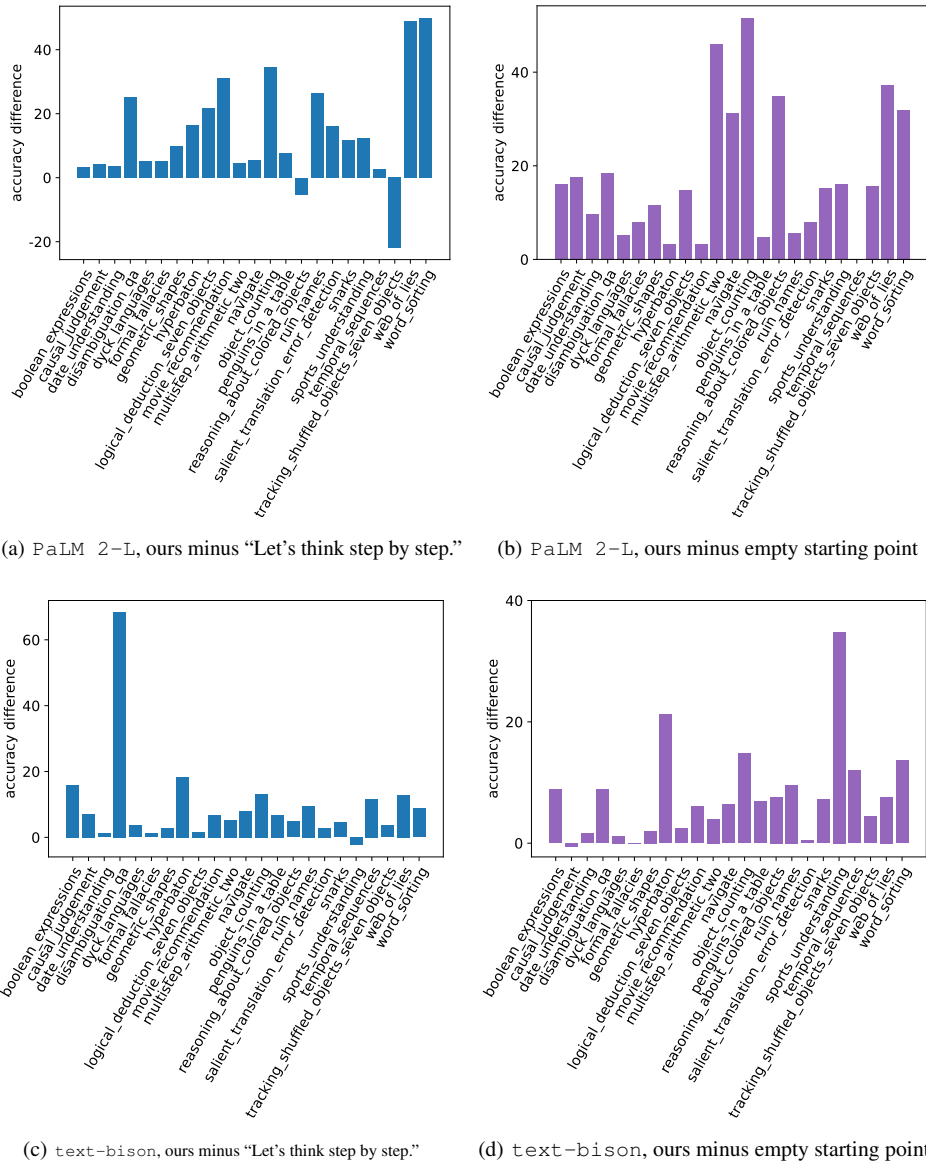 accuracy difference
40
20
0
-20
boolean_expressions
causal_judgement
date_understanding
disambiguation_qa
dyck_languages
formal_fallacies
geometric_shapes
hyperbaton
logical_deduction_seven_objects
movie_recommendation
multistep_arithmetic_two
navigate
object_counting
penguins_in_a_table
reasoning_about_colored_objects
ruin_names
salient_translation_error_detection
snarks
sports_understanding
temporal_sequences
tracking_shuffled_objects_seven_objects
web_of_lies
word_sorting
(a) PaLM 2-L, ours minus “Let’s think step by step.”
accuracy difference
40
20
0
boolean_expressions
causal_judgement
date_understanding
disambiguation_qa
dyck_languages
formal_fallacies
geometric_shapes
hyperbaton
logical_deduction_seven_objects
movie_recommendation
multistep_arithmetic_two
navigate
object_counting
penguins_in_a_table
reasoning_about_colored_objects
ruin_names
salient_translation_error_detection
snarks
sports_understanding
temporal_sequences
tracking_shuffled_objects_seven_objects
web_of_lies
word_sorting
(b) PaLM 2-L, ours minus empty starting point
accuracy difference
60
40
20
0
boolean_expressions
causal_judgement
date_understanding
disambiguation_qa
dyck_languages
formal_fallacies
geometric_shapes
hyperbaton
logical_deduction_seven_objects
movie_recommendation
multistep_arithmetic_two
navigate
object_counting
penguins_in_a_table
reasoning_about_colored_objects
ruin_names
salient_translation_error_detection
snarks
sports_understanding
temporal_sequences
tracking_shuffled_objects_seven_objects
web_of_lies
word_sorting
(c) text-bison, ours minus “Let’s think step by step.”
accuracy difference
40
20
0
boolean_expressions
causal_judgement
date_understanding
disambiguation_qa
dyck_languages
formal_fallacies
geometric_shapes
hyperbaton
logical_deduction_seven_objects
movie_recommendation
multistep_arithmetic_two
navigate
object_counting
penguins_in_a_table
reasoning_about_colored_objects
ruin_names
salient_translation_error_detection
snarks
sports_understanding
temporal_sequences
tracking_shuffled_objects_seven_objects
web_of_lies
word_sorting
(d) text-bison, ours minus empty starting point